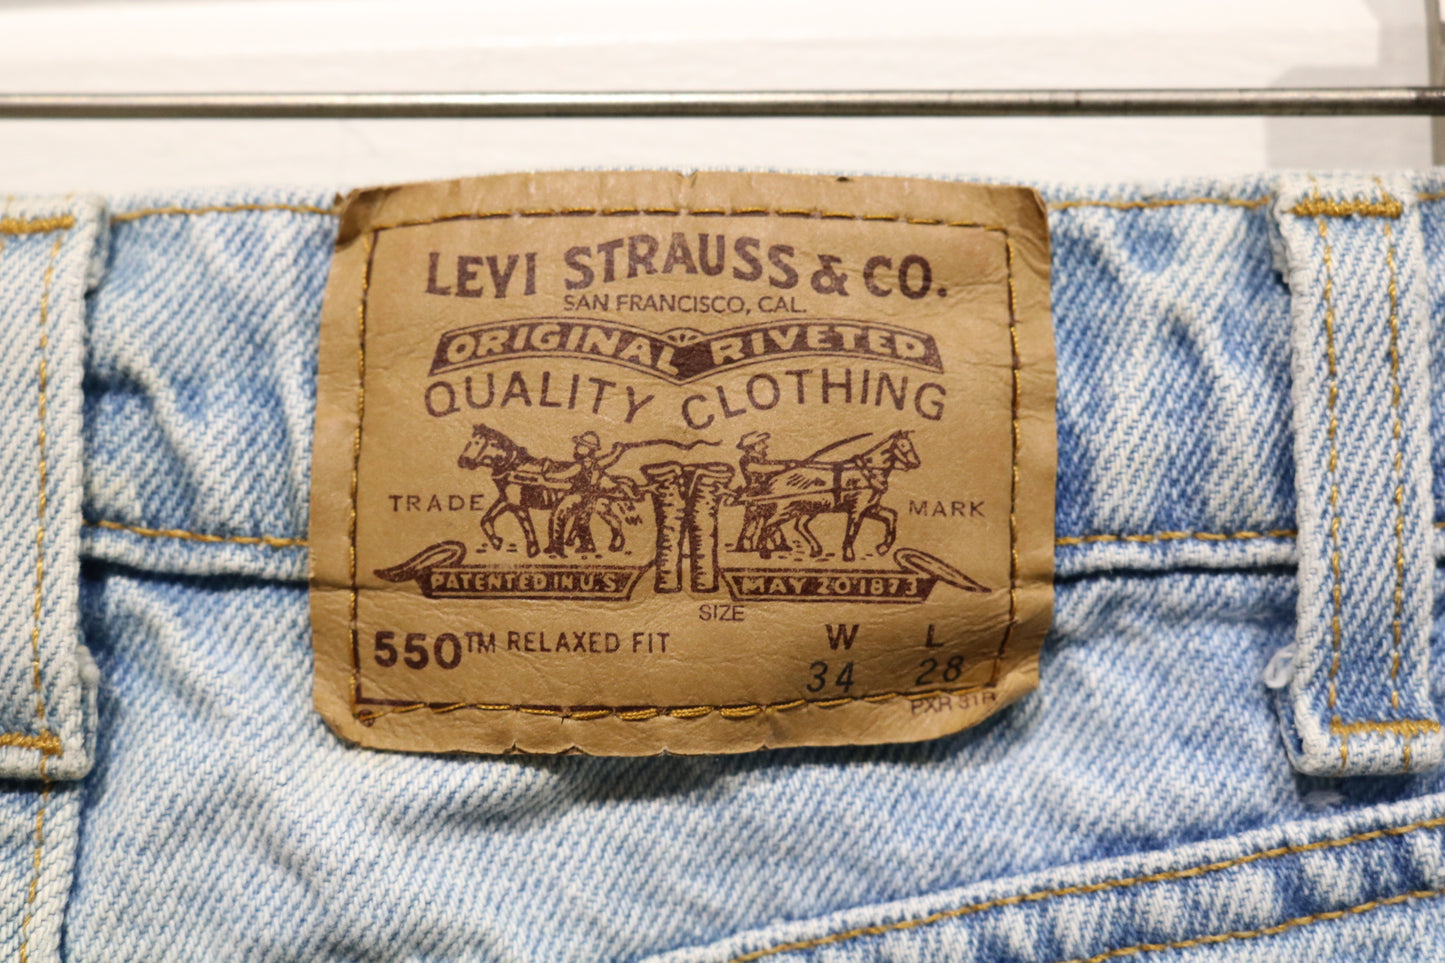 LEVI STRAUSS & CO.
SAN FRANCISCO, CAL.
ORIGINAL RIVETED
QUALITY CLOTHING
TRADE MARK
PATENTED IN U.S. MAY 20 1873
SIZE
550™ RELAXED FIT W L
34 28